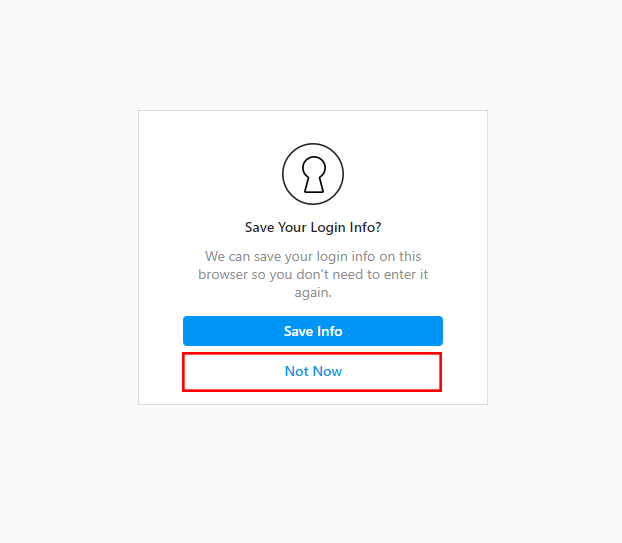 Save Your Login Info?
We can save your login info on this
browser so you don't need to enter it
again.
Save Info
Not Now